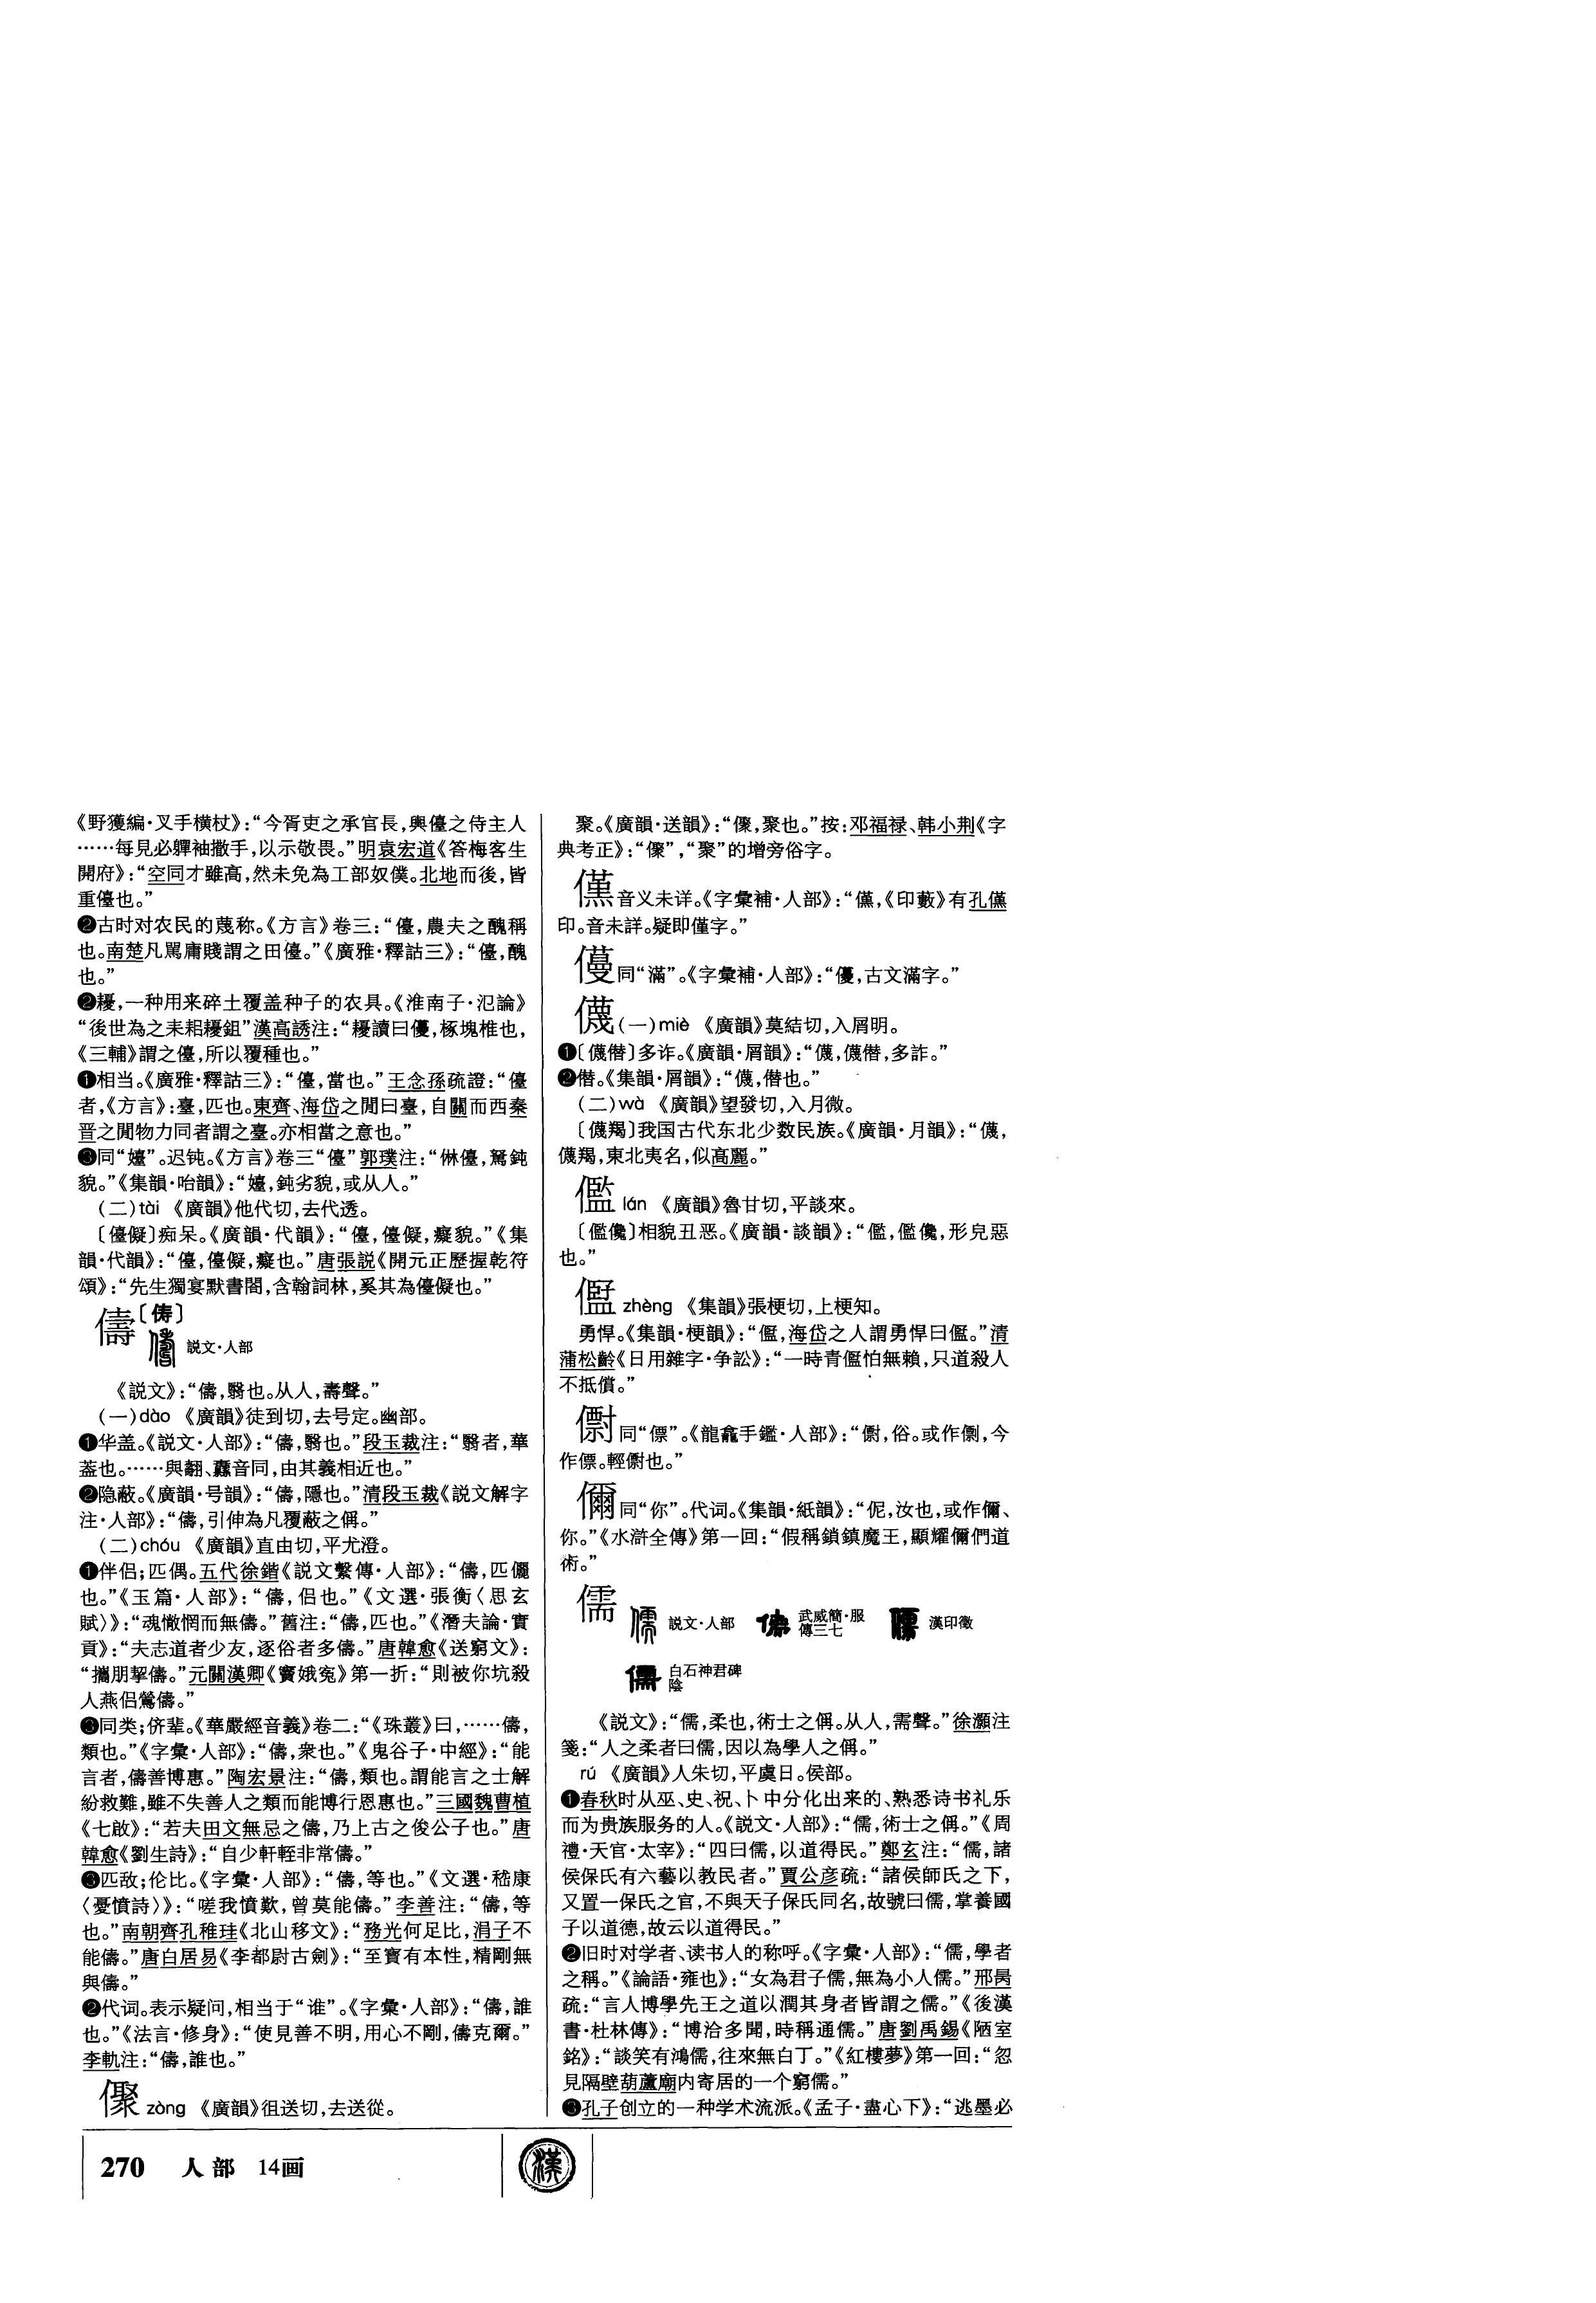 《野獲編·叉手横杖》：“今胥吏之承官長，輿儓之侍主人
……每見必軃袖撒手，以示敬畏。”明袁宏道《答梅客生
開府》：“空同才雖高，然未免為工部奴僕。北地而後，皆
重儓也。”
❷古时对农民的蔑称。《方言》卷三：“儓，農夫之醜稱
也。南楚凡駡庸賤謂之田儓。”《廣雅·釋詁三》：“儓，醜
也。”
❷耰，一种用来碎土覆盖种子的农具。《淮南子·氾論》
“後世為之耒耜耰鉏”漢高誘注：“耰讀曰優，椓塊椎也，
《三輔》謂之儓，所以覆種也。”
❶相当。《廣雅·釋詁三》：“儓，當也。”王念孫疏證：“儓
者，《方言》：臺，匹也。東齊、海岱之閒曰臺，自關而西秦
晋之閒物力同者謂之臺。亦相當之意也。”
❸同“嬯”。迟钝。《方言》卷三“儓”郭璞注：“㑣儓，駑鈍
貌。”《集韻·咍韻》：“嬯，鈍劣貌，或从人。”
（二）tài 《廣韻》他代切，去代透。
〔儓儗〕痴呆。《廣韻·代韻》：“儓，儓儗，癡貌。”《集
韻·代韻》：“儓，儓儗，癡也。”唐張説《開元正歷握乾符
頌》：“先生獨宴默書閣，含翰詞林，奚其為儓儗也。”
儔〔俦〕
説文·人部
《説文》：“儔，翳也。从人，壽聲。”
（一）dào 《廣韻》徒到切，去号定。幽部。
❶华盖。《説文·人部》：“儔，翳也。”段玉裁注：“翳者，華
葢也。……與翿、纛音同，由其義相近也。”
❷隐蔽。《廣韻·号韻》：“儔，隱也。”清段玉裁《説文解字
注·人部》：“儔，引伸為凡覆蔽之偁。”
（二）chóu 《廣韻》直由切，平尤澄。
❶伴侣；匹偶。五代徐鍇《説文繫傳·人部》：“儔，匹儷
也。”《玉篇·人部》：“儔，侣也。”《文選·張衡〈思玄
賦〉》：“魂憿惘而無儔。”舊注：“儔，匹也。”《潛夫論·實
貢》：“夫志道者少友，逐俗者多儔。”唐韓愈《送窮文》：
“攜朋挈儔。”元關漢卿《竇娥寃》第一折：“則被你坑殺
人燕侣鶯儔。”
❸同类；侪辈。《華嚴經音義》卷二：“《珠叢》曰，……儔，
類也。”《字彙·人部》：“儔，衆也。”《鬼谷子·中經》：“能
言者，儔善博惠。”陶宏景注：“儔，類也。謂能言之士解
紛救難，雖不失善人之類而能博行恩惠也。”三國魏曹植
《七啟》：“若夫田文無忌之儔，乃上古之俊公子也。”唐
韓愈《劉生詩》：“自少軒輊非常儔。”
❸匹敌；伦比。《字彙·人部》：“儔，等也。”《文選·嵇康
〈憂憤詩〉》：“嗟我憤歎，曾莫能儔。”李善注：“儔，等
也。”南朝齊孔稚珪《北山移文》：“務光何足比，涓子不
能儔。”唐白居易《李都尉古劍》：“至寶有本性，精剛無
與儔。”
❷代词。表示疑问，相当于“谁”。《字彙·人部》：“儔，誰
也。”《法言·修身》：“使見善不明，用心不剛，儔克爾。”
李軌注：“儔，誰也。”
㒎 zòng 《廣韻》徂送切，去送從。
聚。《廣韻·送韻》：“㒎，聚也。”按：邓福禄、韩小荆《字
典考正》：“㒎”，“聚”的增旁俗字。
音义未详。《字彙補·人部》：“《印藪》有孔
印。音未詳。疑即僅字。”
同“滿”。《字彙補·人部》：“古文滿字。”
㒝（一）miè 《廣韻》莫結切，入屑明。
❶〔㒝㒐〕多诈。《廣韻·屑韻》：“多詐。”
❷《集韻·屑韻》：
（二）wà 《廣韻》望發切，入月微。
〔㒝羯〕我国古代东北少数民族。《廣韻·月韻》：“㒝，
㒝羯，東北夷名，似高麗。”
儖 lán 《廣韻》魯甘切，平談來。
〔儖儳〕相貌丑恶。《廣韻·談韻》：“儖，儖儳，形皃惡
也。”
zhèng 《集韻》張梗切，上梗知。
勇悍。《集韻·梗韻》：“海岱之人謂勇悍曰清
蒲松齡《日用雜字·争訟》：“一時青怕無賴，只道殺人
不抵償。”
同“僄”。《龍龕手鑑·人部》：“俗。或作今
作僄。輕也。”
儞同“你”。代词。《集韻·紙韻》：“伲，汝也，或作儞、
你。”《水滸全傳》第一回：“假稱鎖鎮魔王，顯耀儞們道
術。”
儒
説文·人部 武威簡·服傳三七 漢印徵
白石神君碑陰
《説文》：“儒，柔也，術士之偁。从人，需聲。”徐灝注
箋：“人之柔者曰儒，因以為學人之偁。”
rú 《廣韻》人朱切，平虞日。侯部。
❶春秋时从巫、史、祝、卜中分化出来的、熟悉诗书礼乐
而为贵族服务的人。《説文·人部》：“儒，術士之偁。”《周
禮·天官·太宰》：“四曰儒，以道得民。”鄭玄注：“儒，諸
侯保氏有六藝以教民者。”賈公彦疏：“諸侯師氏之下，
又置一保氏之官，不與天子保氏同名，故號曰儒，掌養國
子以道德，故云以道得民。”
❷旧时对学者、读书人的称呼。《字彙·人部》：“儒，學者
之稱。”《論語·雍也》：“女為君子儒，無為小人儒。”邢昺
疏：“言人博學先王之道以潤其身者皆謂之儒。”《後漢
書·杜林傳》：“博洽多聞，時稱通儒。”唐劉禹錫《陋室
銘》：“談笑有鴻儒，往來無白丁。”《紅樓夢》第一回：“忽
見隔壁葫蘆廟内寄居的一个窮儒。”
❸孔子创立的一种学术流派。《孟子·盡心下》：“逃墨必
270 人部 14画
漢